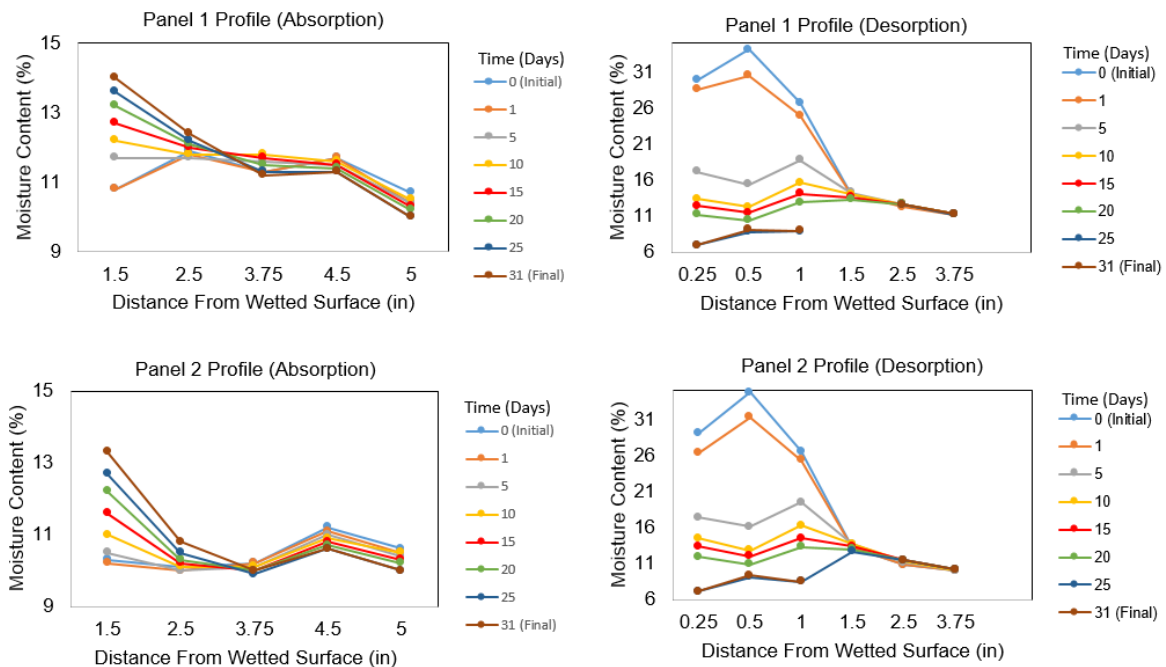 Panel 1 Profile (Absorption)
Moisture Content (%)
15
13
11
9
1.5 2.5 3.75 4.5 5
Distance From Wetted Surface (in)
Time (Days)
0 (Initial)
1
5
10
15
20
25
31 (Final)
Panel 1 Profile (Desorption)
Moisture Content (%)
31
26
21
16
11
6
0.25 0.5 1 1.5 2.5 3.75
Distance From Wetted Surface (in)
Time (Days)
0 (Initial)
1
5
10
15
20
25
31 (Final)
Panel 2 Profile (Absorption)
Moisture Content (%)
15
13
11
9
1.5 2.5 3.75 4.5 5
Distance From Wetted Surface (in)
Time (Days)
0 (Initial)
1
5
10
15
20
25
31 (Final)
Panel 2 Profile (Desorption)
Moisture Content (%)
31
26
21
16
11
6
0.25 0.5 1 1.5 2.5 3.75
Distance From Wetted Surface (in)
Time (Days)
0 (Initial)
1
5
10
15
20
25
31 (Final)